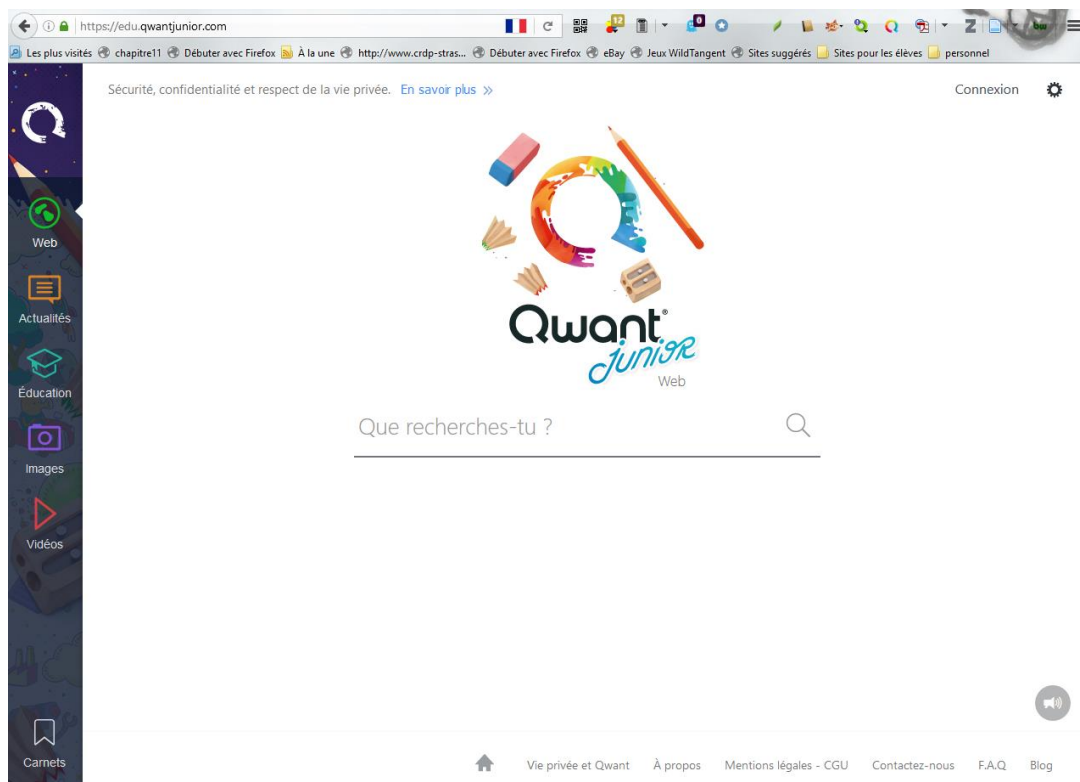 https://edu.qwantjunior.com
12
0
Z
bw
Les plus visités chapitre11 Débuter avec Firefox À la une http://www.crdp-stras... Débuter avec Firefox eBay Jeux WildTangent Sites suggérés Sites pour les élèves personnel
Sécurité, confidentialité et respect de la vie privée. En savoir plus »
Connexion
Web
Actualités
Éducation
Images
Vidéos
Carnets
Qwant®
junior
Web
Que recherches-tu ?
Vie privée et Qwant À propos Mentions légales - CGU Contactez-nous F.A.Q Blog